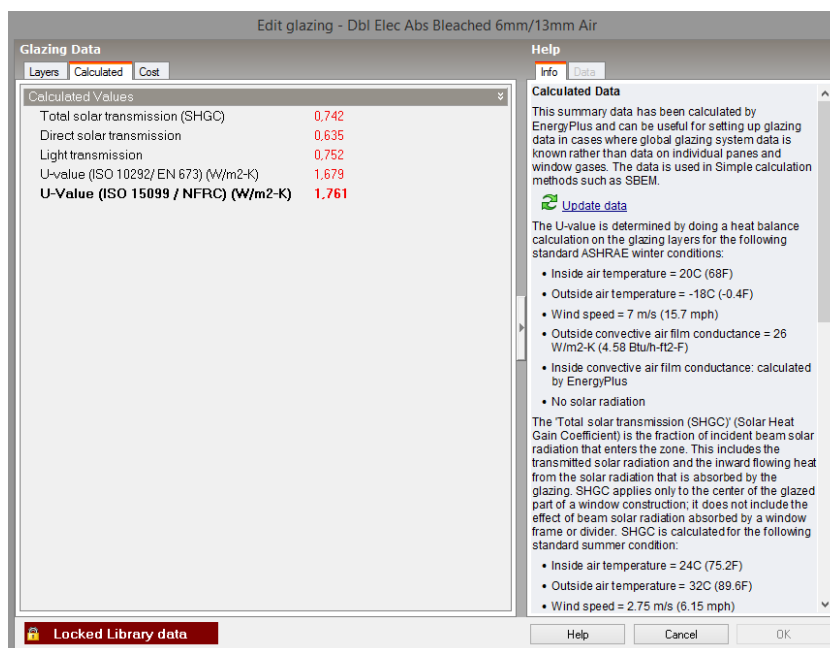 Edit glazing - Dbl Elec Abs Bleached 6mm/13mm Air
Glazing Data
Layers Calculated Cost
Calculated Values
Total solar transmission (SHGC) 0,742
Direct solar transmission 0,635
Light transmission 0,752
U-value (ISO 10292/ EN 673) (W/m2-K) 1,679
U-Value (ISO 15099 / NFRC) (W/m2-K) 1,761
Locked Library data
Help
Info Data
Calculated Data
This summary data has been calculated by
EnergyPlus and can be useful for setting up glazing
data in cases where global glazing system data is
known rather than data on individual panes and
window gases. The data is used in Simple calculation
methods such as SBEM.
Update data
The U-value is determined by doing a heat balance
calculation on the glazing layers for the following
standard ASHRAE winter conditions:
• Inside air temperature = 20C (68F)
• Outside air temperature = -18C (-0.4F)
• Wind speed = 7 m/s (15.7 mph)
• Outside convective air film conductance = 26
W/m2-K (4.58 Btu/h-ft2-F)
• Inside convective air film conductance: calculated
by EnergyPlus
• No solar radiation
The 'Total solar transmission (SHGC)' (Solar Heat
Gain Coefficient) is the fraction of incident beam solar
radiation that enters the zone. This includes the
transmitted solar radiation and the inward flowing heat
from the solar radiation that is absorbed by the
glazing. SHGC applies only to the center of the glazed
part of a window construction; it does not include the
effect of beam solar radiation absorbed by a window
frame or divider. SHGC is calculated for the following
standard summer condition:
• Inside air temperature = 24C (75.2F)
• Outside air temperature = 32C (89.6F)
• Wind speed = 2.75 m/s (6.15 mph)
Help Cancel OK